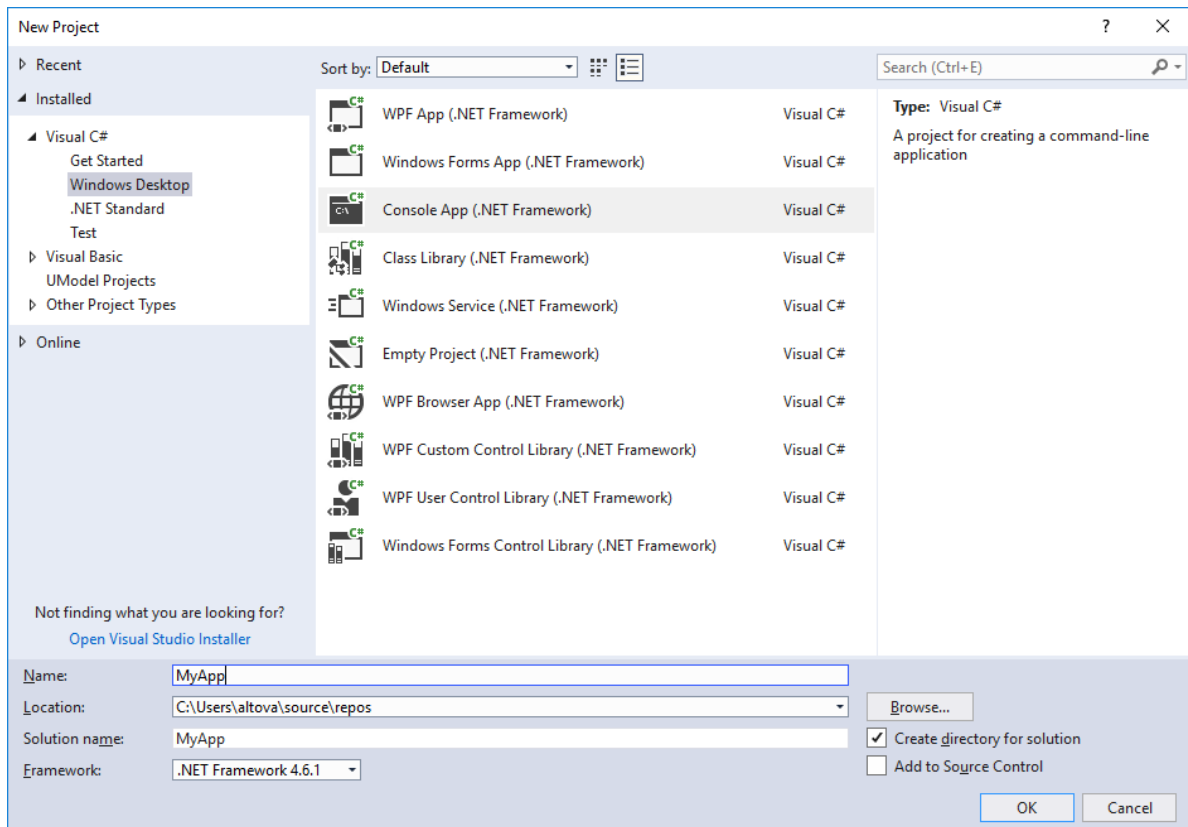 New Project
?
Recent
Installed
Visual C#
Get Started
Windows Desktop
.NET Standard
Test
Visual Basic
UModel Projects
Other Project Types
Online
Not finding what you are looking for?
Open Visual Studio Installer
Sort by: Default
C# WPF App (.NET Framework) Visual C#
C# Windows Forms App (.NET Framework) Visual C#
C# C:\ Console App (.NET Framework) Visual C#
C# Class Library (.NET Framework) Visual C#
C# Windows Service (.NET Framework) Visual C#
C# Empty Project (.NET Framework) Visual C#
C# WPF Browser App (.NET Framework) Visual C#
C# WPF Custom Control Library (.NET Framework) Visual C#
C# WPF User Control Library (.NET Framework) Visual C#
C# Windows Forms Control Library (.NET Framework) Visual C#
Search (Ctrl+E)
Type: Visual C#
A project for creating a command-line
application
Name: MyApp
Location: C:\Users\altova\source\repos Browse...
Solution name: MyApp Create directory for solution
Framework: .NET Framework 4.6.1 Add to Source Control
OK Cancel